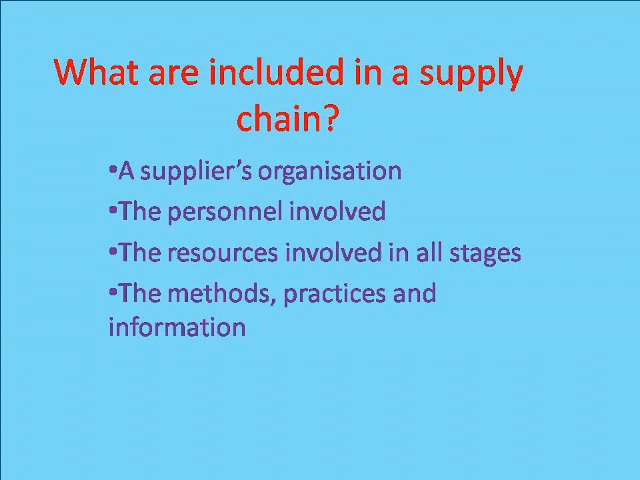 What are included in a supply
chain?
•A supplier's organisation
•The personnel involved
•The resources involved in all stages
•The methods, practices and
information